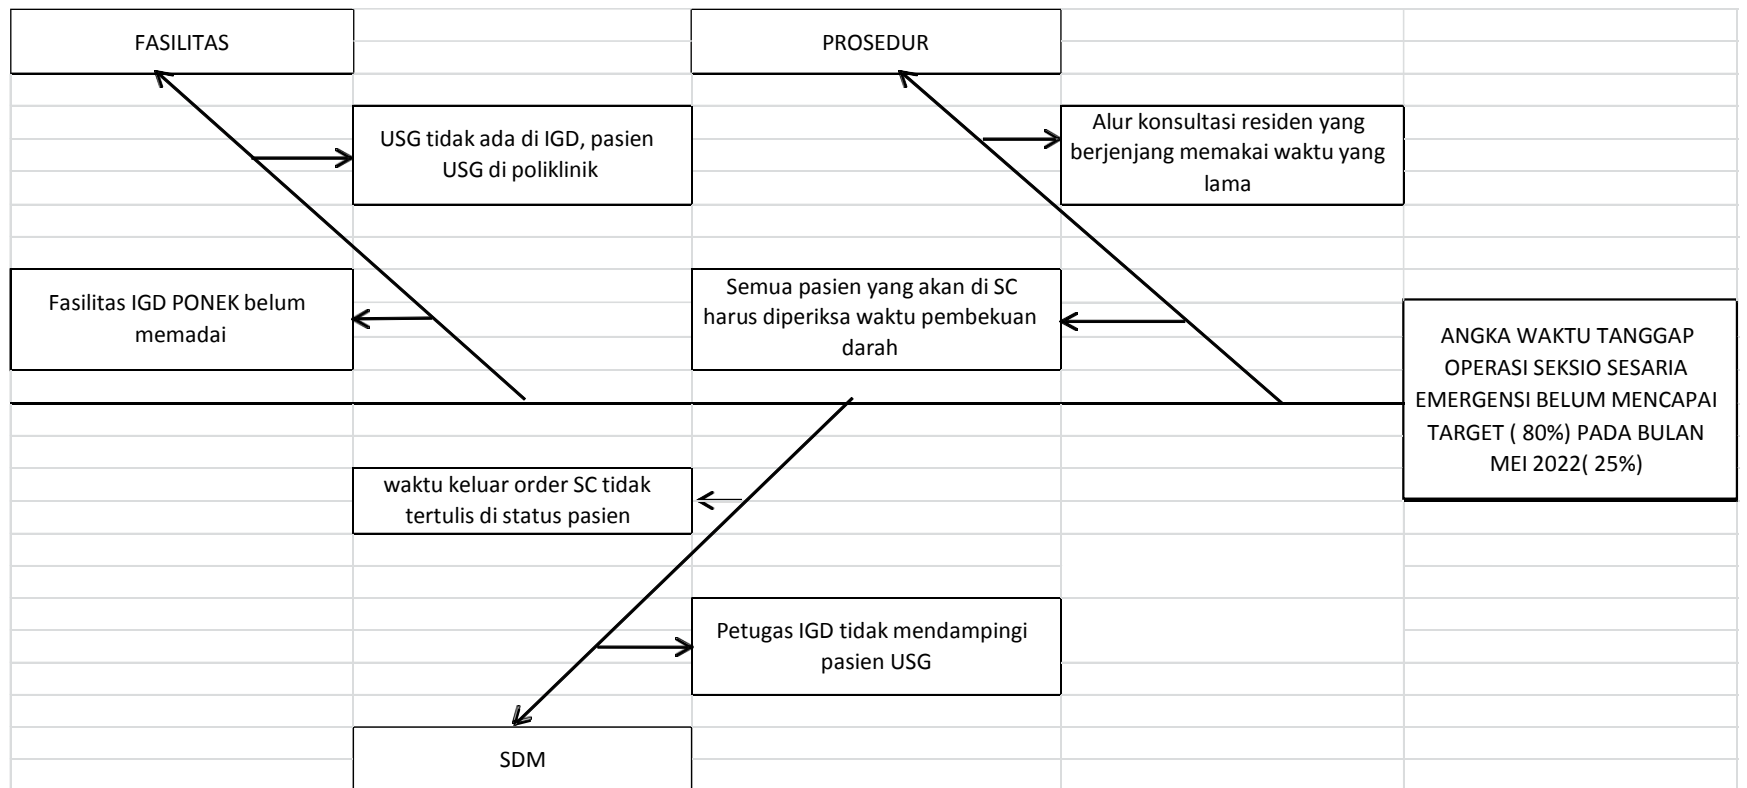 FASILITAS
PROSEDUR
USG tidak ada di IGD, pasien
USG di poliklinik
Alur konsultasi residen yang
berjenjang memakai waktu yang
lama
Fasilitas IGD PONEK belum
memadai
Semua pasien yang akan di SC
harus diperiksa waktu pembekuan
darah
ANGKA WAKTU TANGGAP
OPERASI SEKSIO SESARIA
EMERGENSI BELUM MENCAPAI
TARGET ( 80%) PADA BULAN
MEI 2022( 25%)
waktu keluar order SC tidak
tertulis di status pasien
Petugas IGD tidak mendampingi
pasien USG
SDM